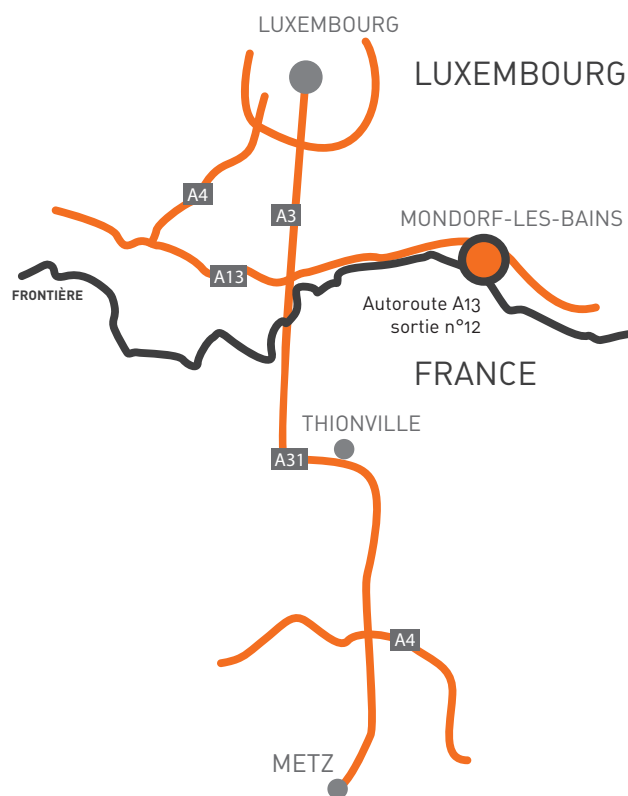 LUXEMBOURG
LUXEMBOURG
A4
A3
MONDORF-LES-BAINS
A13
FRONTIÈRE
Autoroute A13
sortie n°12
FRANCE
THIONVILLE
A31
A4
METZ